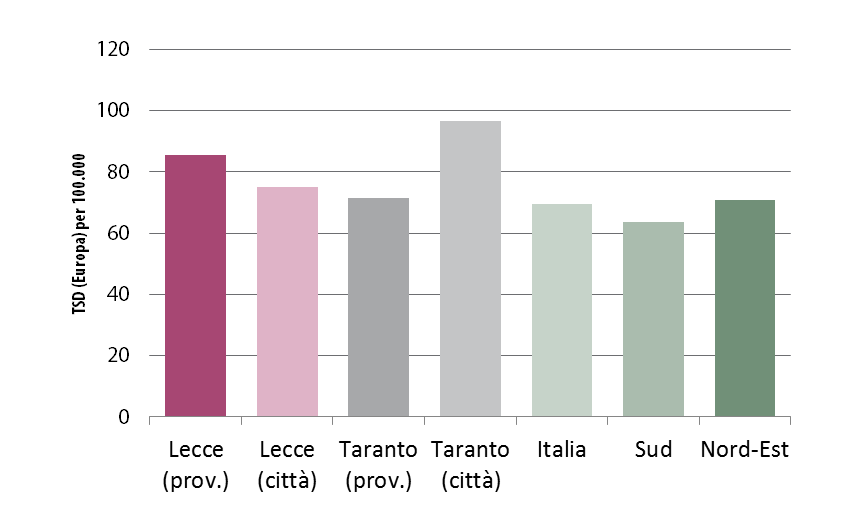 120
100
80
60
40
20
0
TSD (Europa) per 100.000
Lecce
(prov.)
Lecce
(città)
Taranto
(prov.)
Taranto
(città)
Italia
Sud
Nord-Est